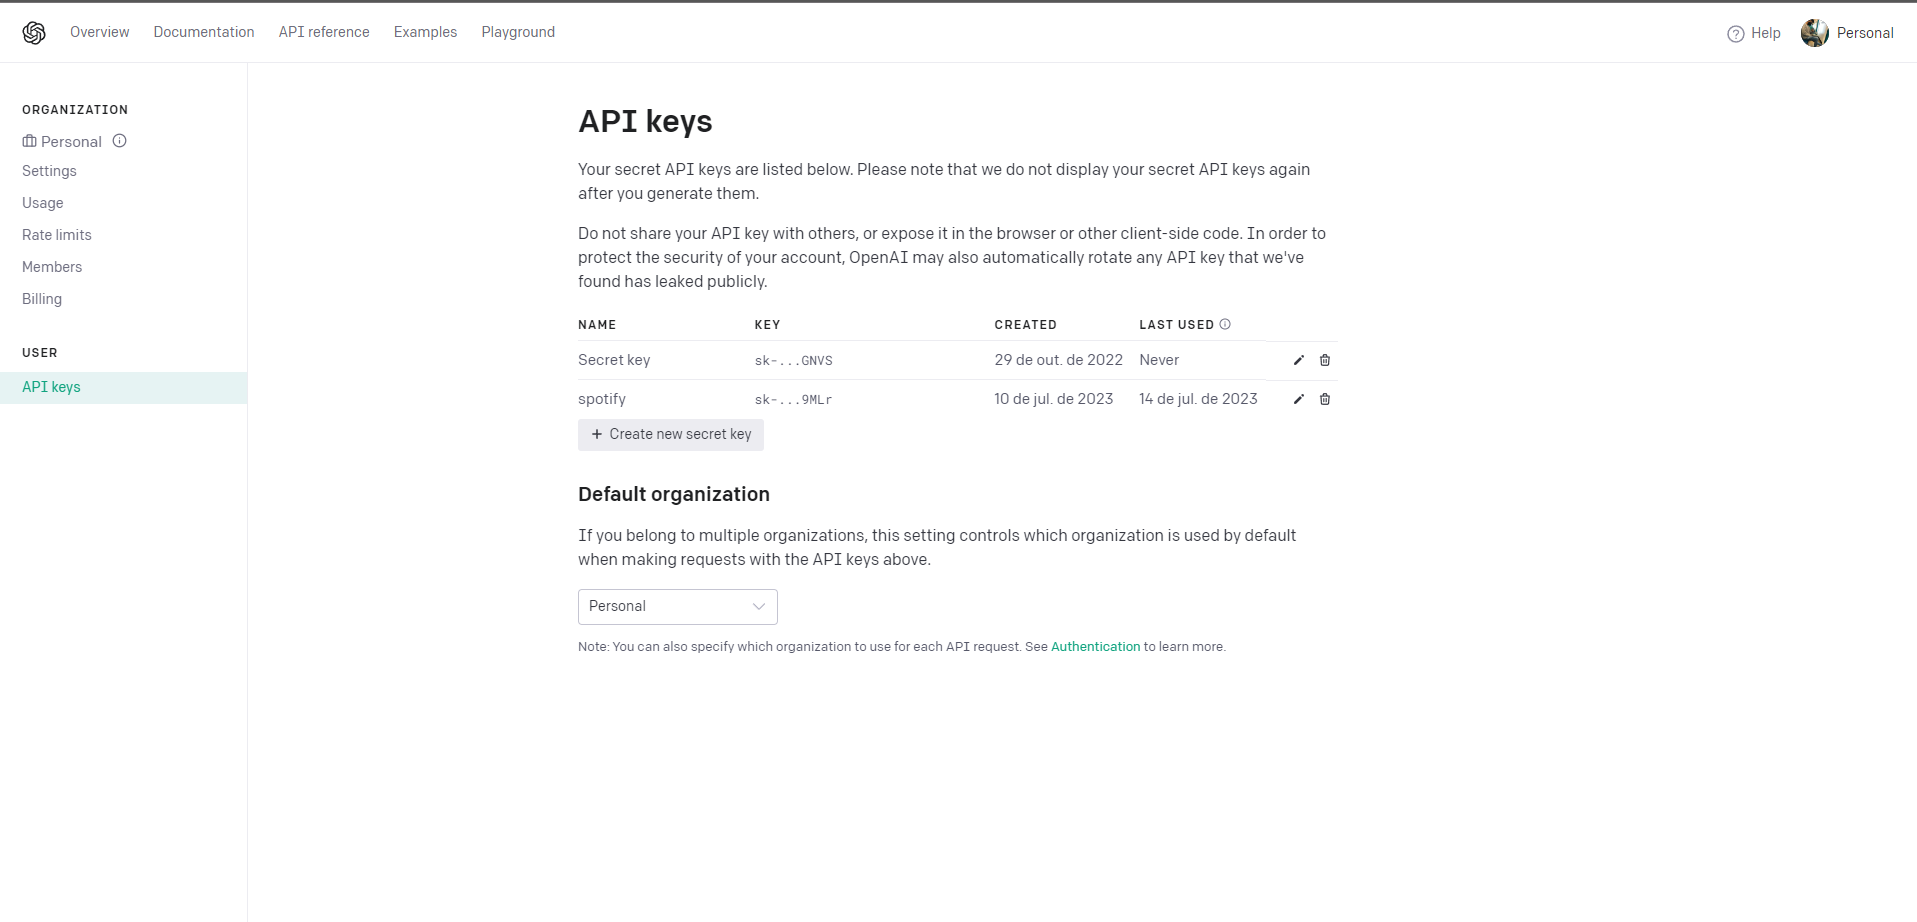 Overview Documentation API reference Examples Playground Help Personal
ORGANIZATION
Personal
Settings
Usage
Rate limits
Members
Billing
USER
API keys
API keys
Your secret API keys are listed below. Please note that we do not display your secret API keys again
after you generate them.
Do not share your API key with others, or expose it in the browser or other client-side code. In order to
protect the security of your account, OpenAI may also automatically rotate any API key that we've
found has leaked publicly.
NAME KEY CREATED LAST USED
Secret key sk-...GNVS 29 de out. de 2022 Never
spotify sk-...9MLr 10 de jul. de 2023 14 de jul. de 2023
+ Create new secret key
Default organization
If you belong to multiple organizations, this setting controls which organization is used by default
when making requests with the API keys above.
Personal
Note: You can also specify which organization to use for each API request. See Authentication to learn more.